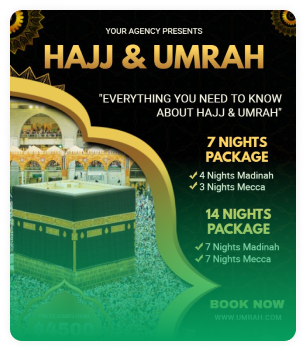 YOUR AGENCY PRESENTS
HAJJ & UMRAH
"EVERYTHING YOU NEED TO KNOW
ABOUT HAJJ & UMRAH"
7 NIGHTS
PACKAGE
4 Nights Madinah
3 Nights Mecca
14 NIGHTS
PACKAGE
7 Nights Madinah
7 Nights Mecca
BOOK NOW
WWW.UMRAH.COM